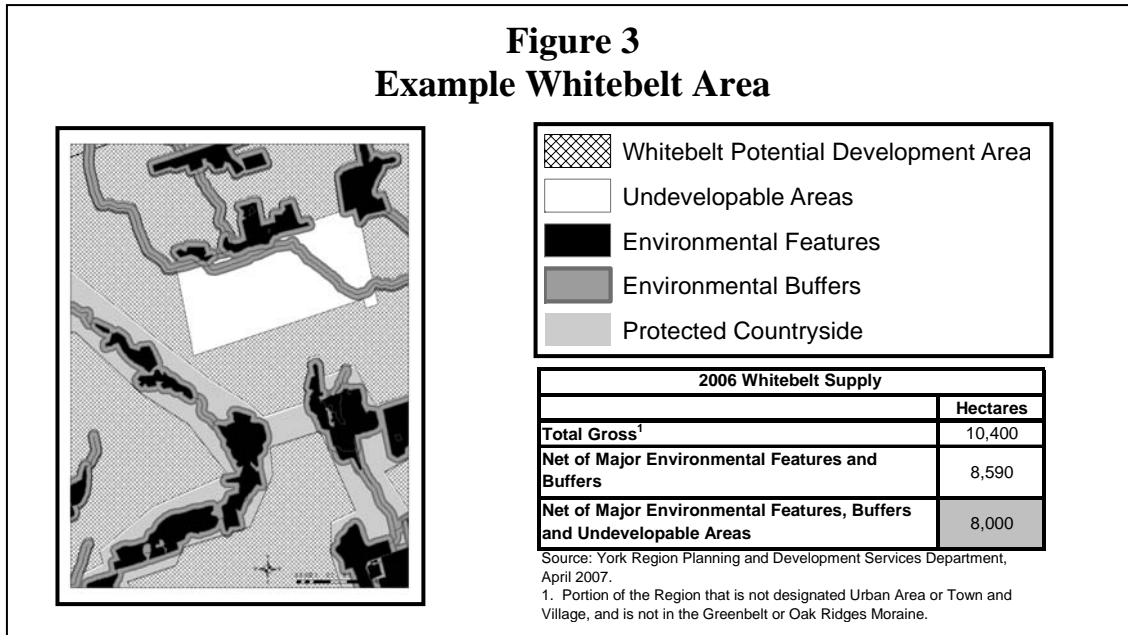 Figure 3
Example Whitebelt Area
Whitebelt Potential Development Area
Undevelopable Areas
Environmental Features
Environmental Buffers
Protected Countryside
2006 Whitebelt Supply
Hectares
Total Gross1 10,400
Net of Major Environmental Features and
Buffers 8,590
Net of Major Environmental Features, Buffers
and Undevelopable Areas 8,000
Source: York Region Planning and Development Services Department,
April 2007.
1. Portion of the Region that is not designated Urban Area or Town and
Village, and is not in the Greenbelt or Oak Ridges Moraine.